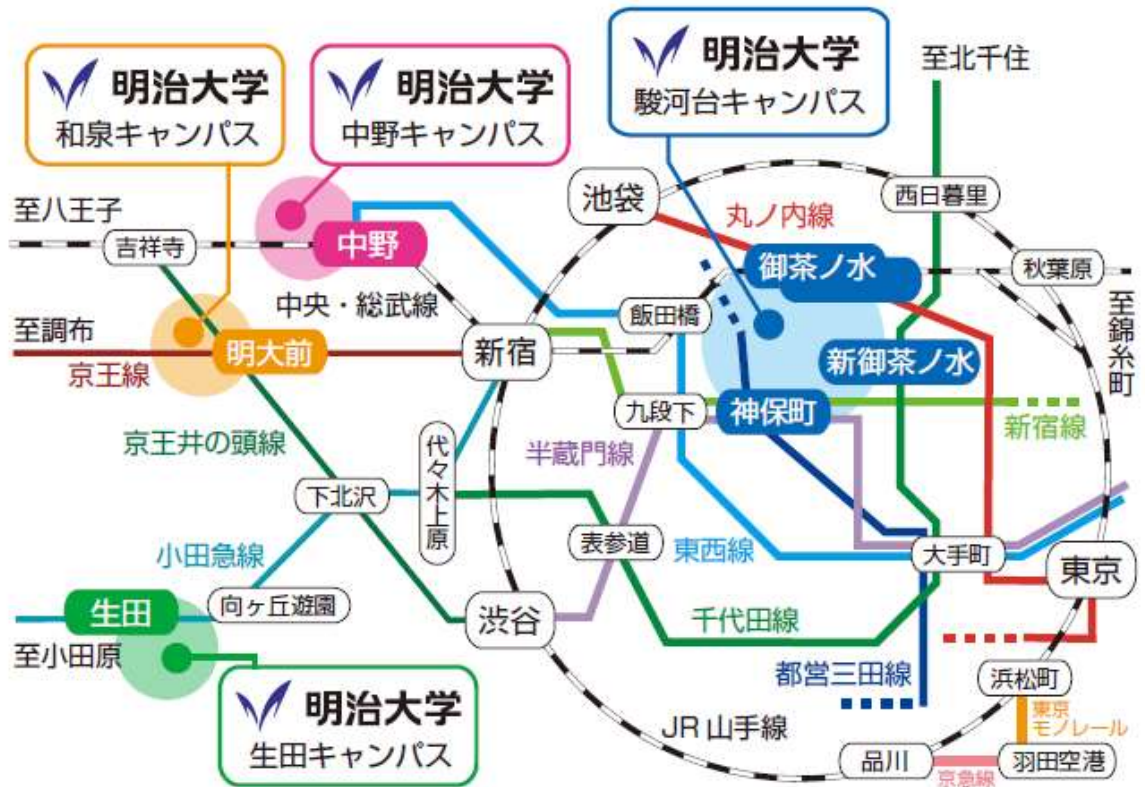 明治大学
和泉キャンパス
明治大学
中野キャンパス
明治大学
駿河台キャンパス
至北千住
池袋
西日暮里
至八王子
丸ノ内線
吉祥寺
中野
御茶ノ水
秋葉原
中央・総武線
飯田橋
至錦糸町
至調布
明大前
新宿
新御茶ノ水
京王線
九段下
神保町
新宿線
京王井の頭線
代々木上原
半蔵門線
下北沢
表参道
東西線
大手町
小田急線
東京
生田
向ヶ丘遊園
渋谷
千代田線
至小田原
都営三田線
浜松町
明治大学
生田キャンパス
JR 山手線
東京
モノレール
品川
京急線
羽田空港